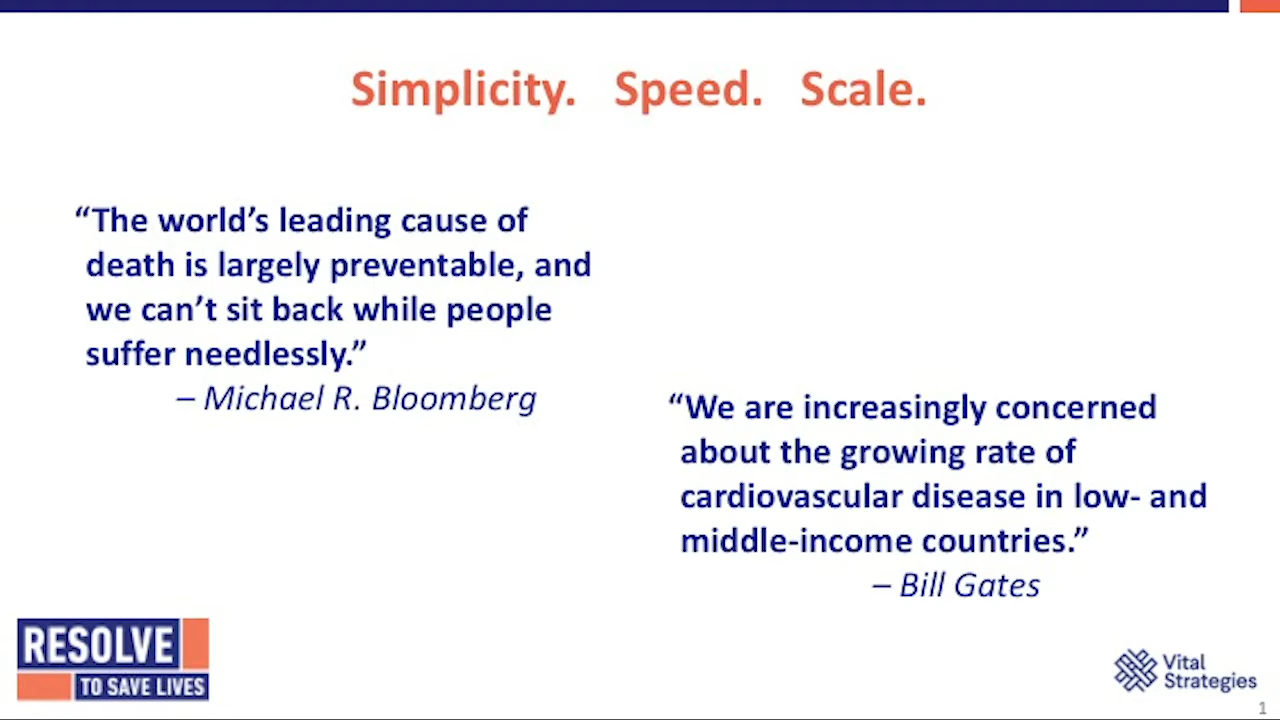 Simplicity. Speed. Scale.
“The world’s leading cause of
death is largely preventable, and
we can’t sit back while people
suffer needlessly.”
– Michael R. Bloomberg
“We are increasingly concerned
about the growing rate of
cardiovascular disease in low- and
middle-income countries.”
– Bill Gates
RESOLVE
TO SAVE LIVES
Vital
Strategies
1